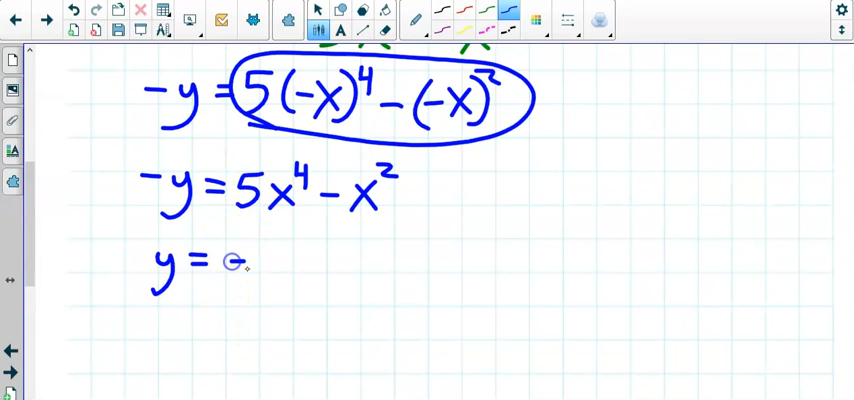 -y = 5(-x)⁴ - (-x)²
-y = 5x⁴ - x²
y = -